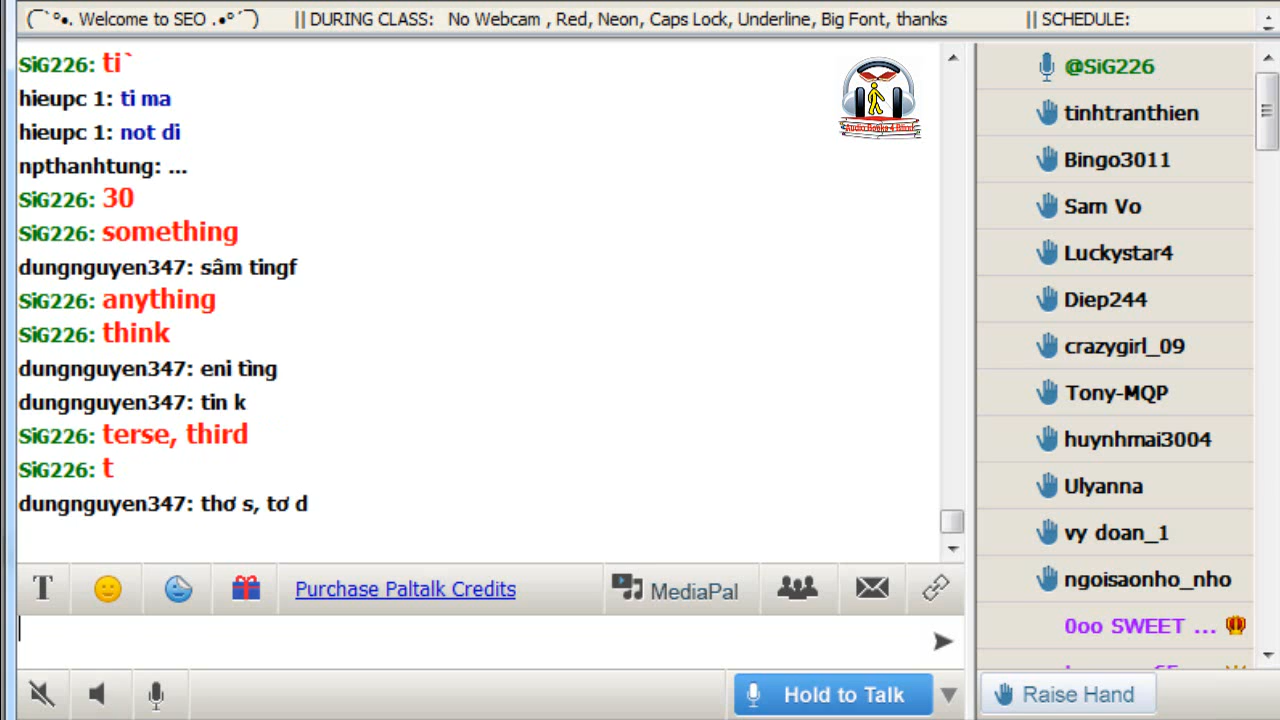 (¯`°•. Welcome to SEO .•°´¯) || DURING CLASS: No Webcam , Red, Neon, Caps Lock, Underline, Big Font, thanks || SCHEDULE:
SiG226: ti`
hieupc 1: ti ma
hieupc 1: not di
npthanhtung: ...
SiG226: 30
SiG226: something
dungnguyen347: sâm tingf
SiG226: anything
SiG226: think
dungnguyen347: eni tìng
dungnguyen347: tin k
SiG226: terse, third
SiG226: t
dungnguyen347: thơ s, tơ d
@SiG226
tinhtranthien
Bingo3011
Sam Vo
Luckystar4
Diep244
crazygirl_09
Tony-MQP
huynhmai3004
Ulyanna
vy doan_1
ngoisaonho_nho
0oo SWEET ...
T
Purchase Paltalk Credits
MediaPal
Hold to Talk
Raise Hand